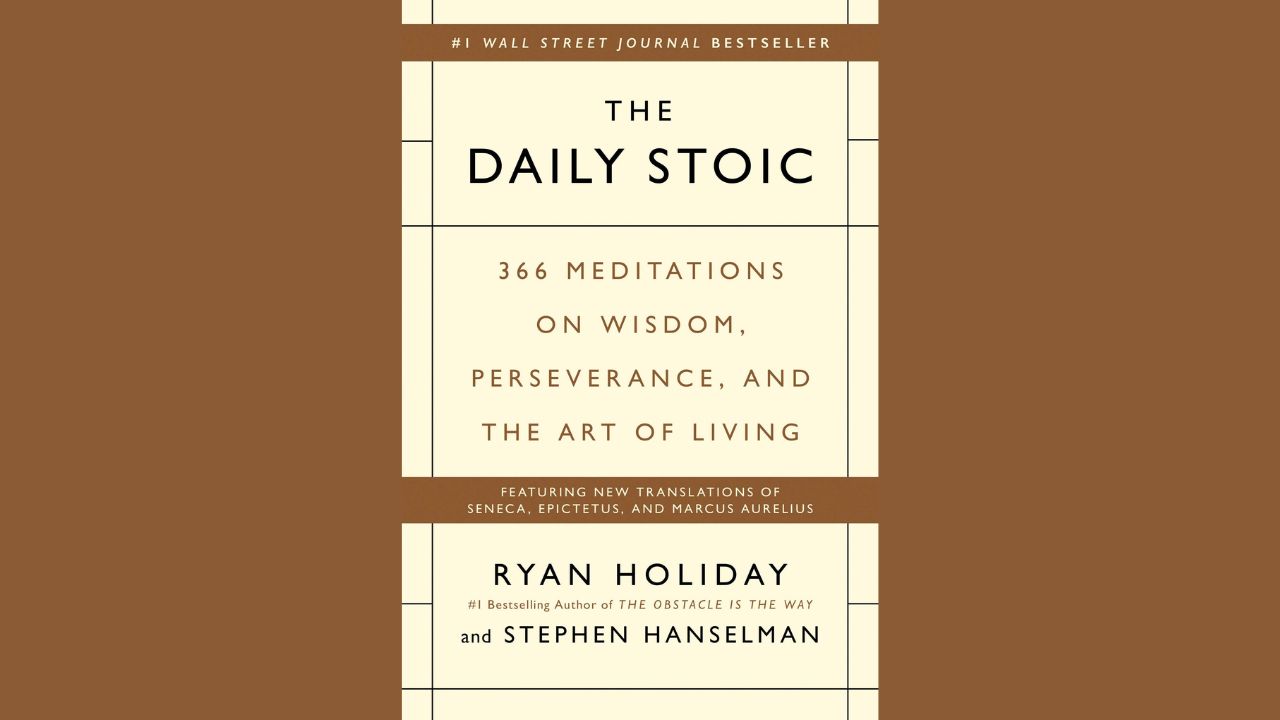 #1 WALL STREET JOURNAL BESTSELLER
THE
DAILY STOIC
366 MEDITATIONS
ON WISDOM,
PERSEVERANCE, AND
THE ART OF LIVING
FEATURING NEW TRANSLATIONS OF
SENECA, EPICTETUS, AND MARCUS AURELIUS
RYAN HOLIDAY
#1 Bestselling Author of THE OBSTACLE IS THE WAY
and STEPHEN HANSELMAN